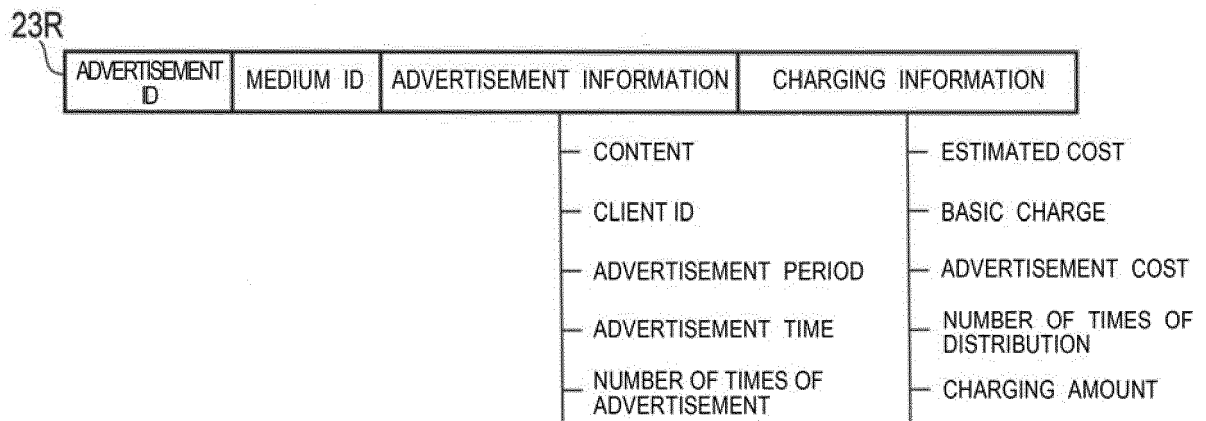 23R
ADVERTISEMENT
ID
MEDIUM ID
ADVERTISEMENT INFORMATION
CHARGING INFORMATION
CONTENT
CLIENT ID
ADVERTISEMENT PERIOD
ADVERTISEMENT TIME
NUMBER OF TIMES OF
ADVERTISEMENT
ESTIMATED COST
BASIC CHARGE
ADVERTISEMENT COST
NUMBER OF TIMES OF
DISTRIBUTION
CHARGING AMOUNT